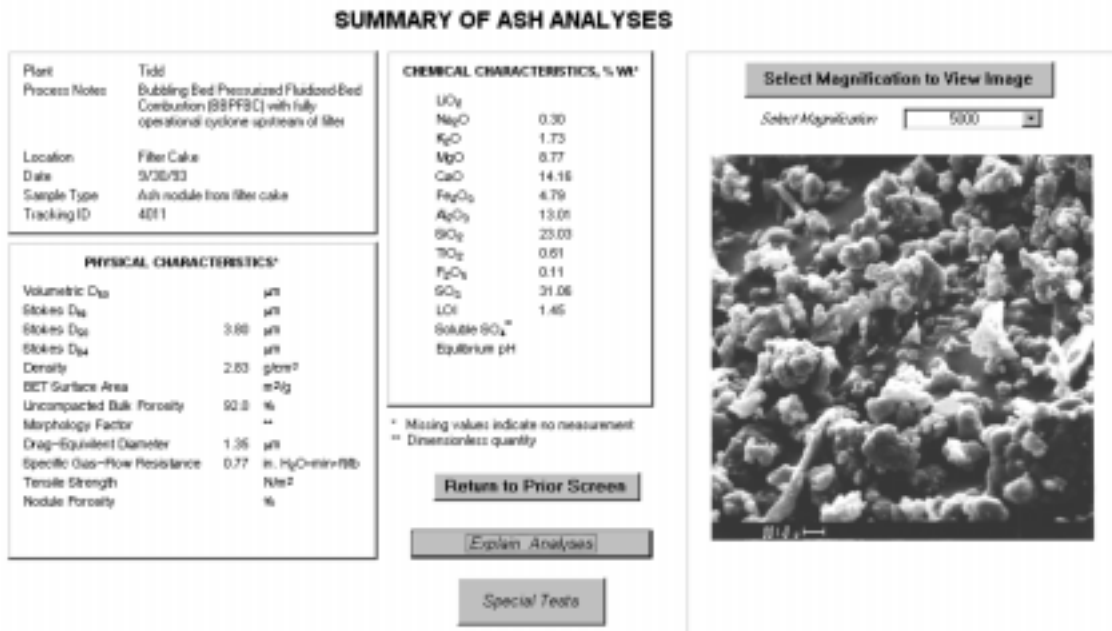 SUMMARY OF ASH ANALYSES
Plant Tidd
Process Notes Bubbling Bed Pressurized Fluidized-Bed
Combustion (BBPFBC) with fully
operational cyclone upstream of filter
Location Filter Cake
Date 9/30/93
Sample Type Ash nodule from filter cake
Tracking ID 4011
PHYSICAL CHARACTERISTICS*
Volumetric D₅₀ µm
Stokes D₁₆ µm
Stokes D₅₀ 3.80 µm
Stokes D₈₄ µm
Density 2.83 g/cm³
BET Surface Area m²/g
Uncompacted Bulk Porosity 92.0 %
Morphology Factor **
Drag-Equivalent Diameter 1.35 µm
Specific Gas-Flow Resistance 0.77 in. H₂O•min•ft/lb
Tensile Strength N/m²
Nodule Porosity %
CHEMICAL CHARACTERISTICS, % Wt*
Li₂O
Na₂O 0.30
K₂O 1.73
MgO 8.77
CaO 14.16
Fe₂O₃ 4.79
Al₂O₃ 13.01
SiO₂ 23.03
TiO₂ 0.61
P₂O₅ 0.11
SO₃ 31.06
LOI 1.45
Soluble SO₄⁼
Equilibrium pH
* Missing values indicate no measurement
** Dimensionless quantity
Return to Prior Screen
Explain Analyses
Special Tests
Select Magnification to View Image
Select Magnification 5000